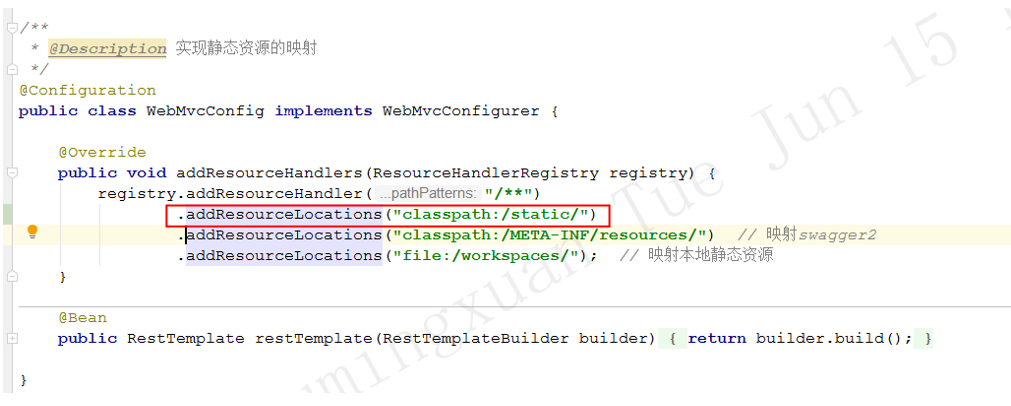 /**
 * @Description 实现静态资源的映射
 */
@Configuration
public class WebMvcConfig implements WebMvcConfigurer {
@Override
public void addResourceHandlers(ResourceHandlerRegistry registry) {
registry.addResourceHandler( ...pathPatterns: "/**")
.addResourceLocations("classpath:/static/")
.addResourceLocations("classpath:/META-INF/resources/")  // 映射swagger2
.addResourceLocations("file:/workspaces/");  // 映射本地静态资源
}
@Bean
public RestTemplate restTemplate(RestTemplateBuilder builder) { return builder.build(); }
}
mingxuan Tue Jun 15